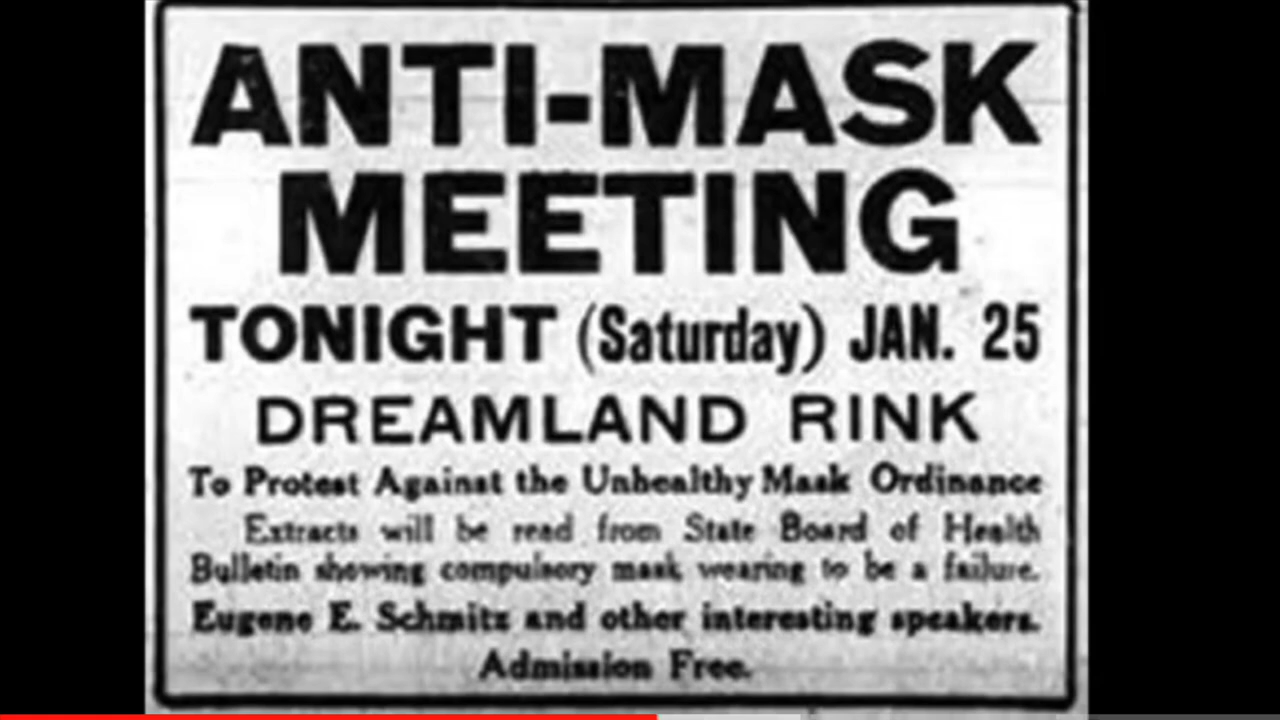 ANTI-MASK
MEETING
TONIGHT (Saturday) JAN. 25
DREAMLAND RINK
To Protest Against the Unhealthy Mask Ordinance
Extracts will be read from State Board of Health
Bulletin showing compulsory mask wearing to be a failure.
Eugene E. Schmitz and other interesting speakers.
Admission Free.